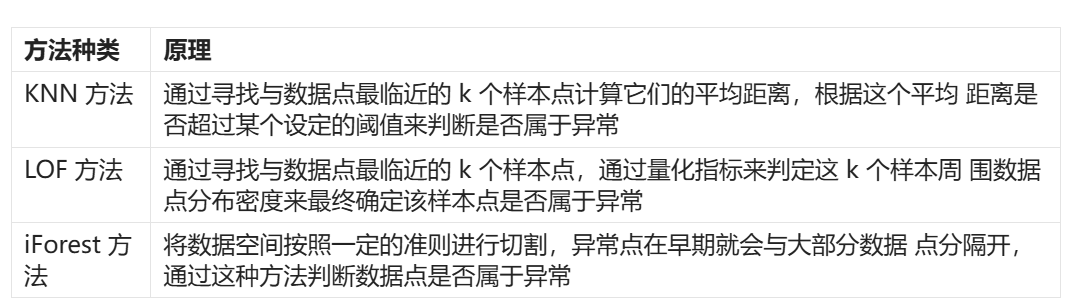 方法种类 原理
KNN 方法 通过寻找与数据点最临近的 k 个样本点计算它们的平均距离，根据这个平均 距离是
否超过某个设定的阈值来判断是否属于异常
LOF 方法 通过寻找与数据点最临近的 k 个样本点，通过量化指标来判定这 k 个样本周 围数据
点分布密度来最终确定该样本点是否属于异常
iForest 方 将数据空间按照一定的准则进行切割，异常点在早期就会与大部分数据 点分隔开，
法 通过这种方法判断数据点是否属于异常